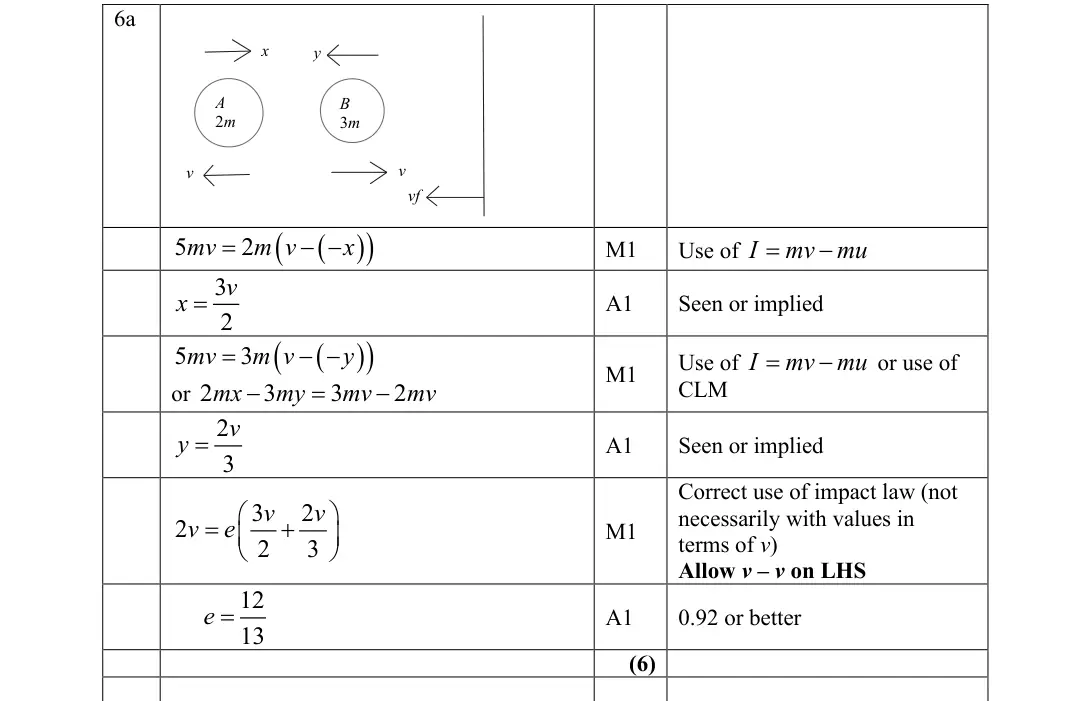 6a
x
y
A
2m
B
3m
v
v
vf
5mv = 2m(v−(−x)) M1 Use of I = mv − mu
x = 3v/2 A1 Seen or implied
5mv = 3m(v−(−y))
or 2mx − 3my = 3mv − 2mv
M1
Use of I = mv − mu or use of
CLM
y = 2v/3 A1 Seen or implied
2v = e(3v/2 + 2v/3)
M1
Correct use of impact law (not
necessarily with values in
terms of v)
Allow v – v on LHS
e = 12/13 A1 0.92 or better
(6)